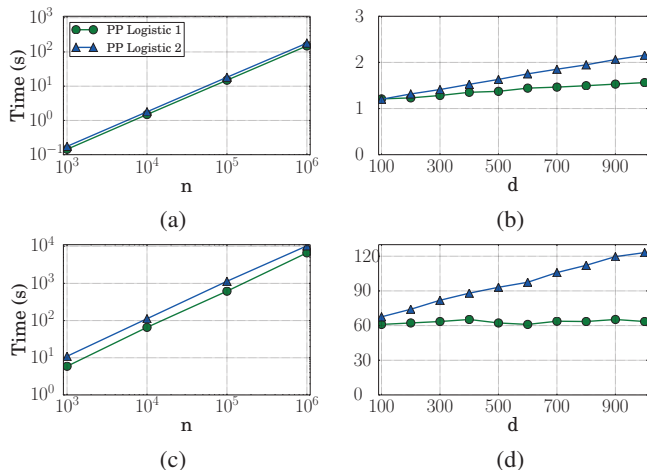 10^3
10^2
10^1
10^0
10^-1
Time (s)
PP Logistic 1
PP Logistic 2
10^3 10^4 10^5 10^6
n
(a)
3
2
1
0
100 300 500 700 900
d
(b)
10^4
10^3
10^2
10^1
10^0
Time (s)
10^3 10^4 10^5 10^6
n
(c)
120
90
60
30
0
100 300 500 700 900
d
(d)